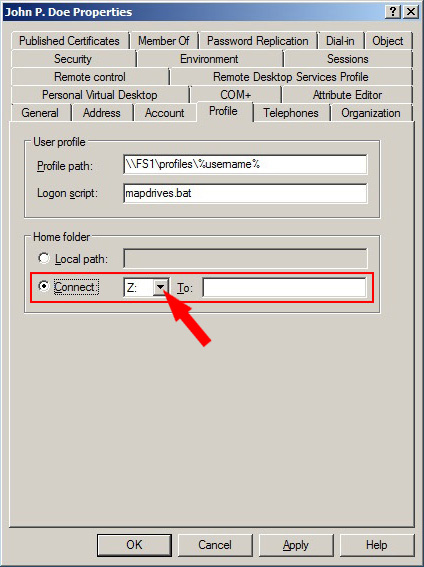 John P. Doe Properties
Published Certificates Member Of Password Replication Dial-in Object
Security Environment Sessions
Remote control Remote Desktop Services Profile
Personal Virtual Desktop COM+ Attribute Editor
General Address Account Profile Telephones Organization
User profile
Profile path: \\FS1\profiles\%username%
Logon script: mapdrives.bat
Home folder
Local path:
Connect: Z: To:
OK Cancel Apply Help